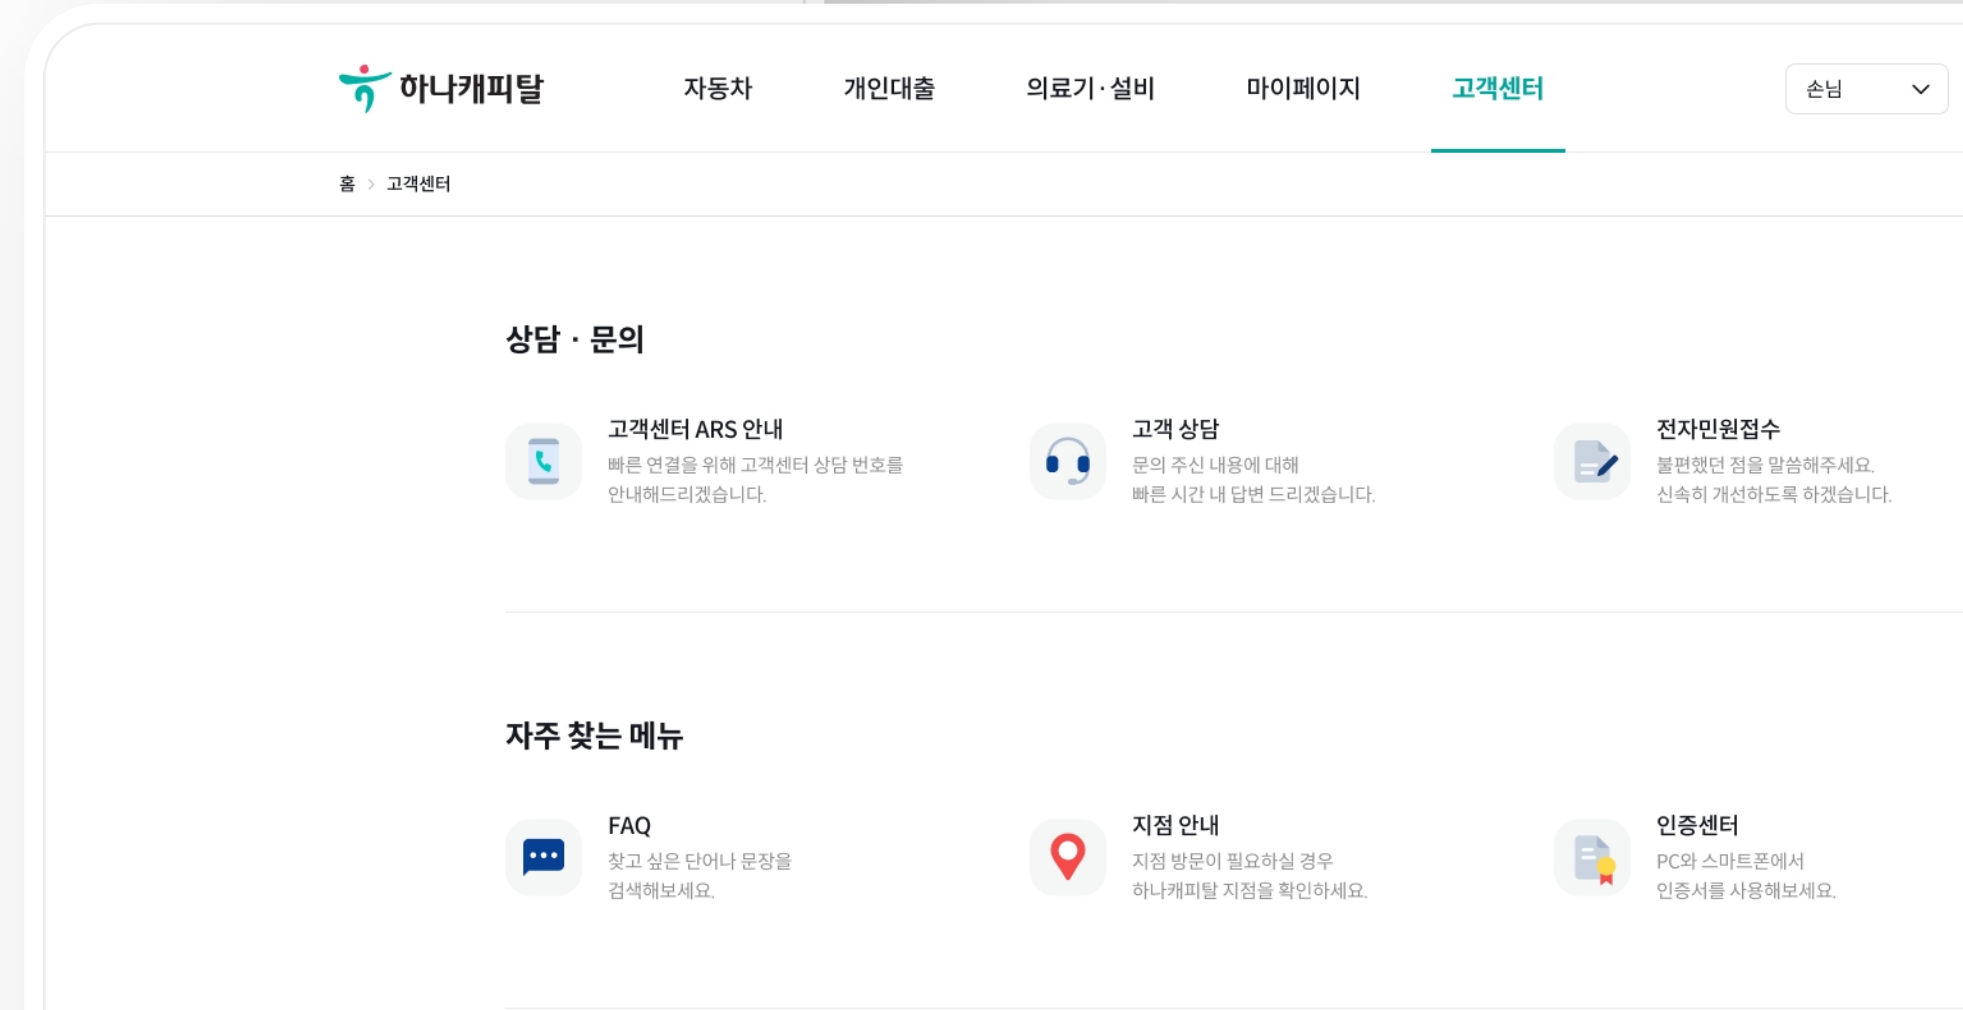 하나캐피탈
자동차
개인대출
의료기·설비
마이페이지
고객센터
손님
홈 > 고객센터
상담 · 문의
고객센터 ARS 안내
빠른 연결을 위해 고객센터 상담 번호를
안내해드리겠습니다.
고객 상담
문의 주신 내용에 대해
빠른 시간 내 답변 드리겠습니다.
전자민원접수
불편했던 점을 말씀해주세요.
신속히 개선하도록 하겠습니다.
자주 찾는 메뉴
FAQ
찾고 싶은 단어나 문장을
검색해보세요.
지점 안내
지점 방문이 필요하실 경우
하나캐피탈 지점을 확인하세요.
인증센터
PC와 스마트폰에서
인증서를 사용해보세요.